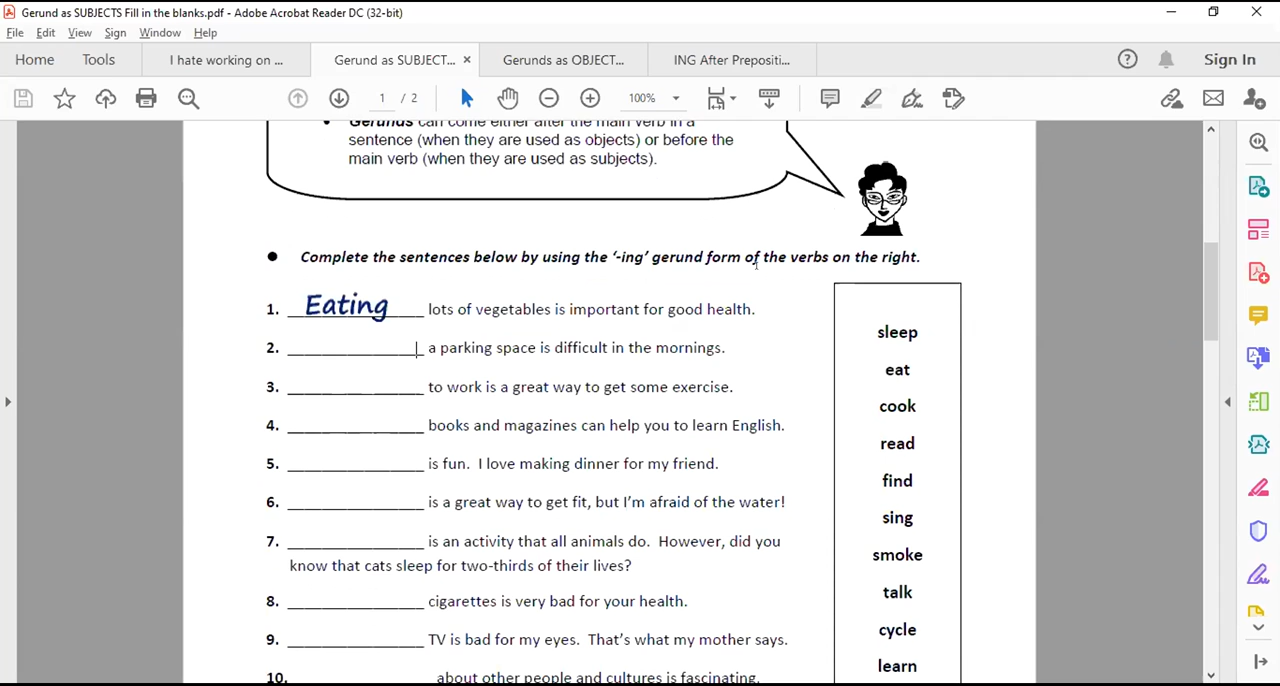 Gerund as SUBJECTS Fill in the blanks.pdf - Adobe Acrobat Reader DC (32-bit)
File Edit View Sign Window Help
Home Tools I hate working on ... Gerund as SUBJECT... × Gerunds as OBJECT... ING After Prepositi... Sign In
1 / 2 100%
• Gerunds can come either after the main verb in a
sentence (when they are used as objects) or before the
main verb (when they are used as subjects).
● Complete the sentences below by using the ‘-ing’ gerund form of the verbs on the right.
1. Eating lots of vegetables is important for good health.
2. ________________ a parking space is difficult in the mornings.
3. ________________ to work is a great way to get some exercise.
4. ________________ books and magazines can help you to learn English.
5. ________________ is fun. I love making dinner for my friend.
6. ________________ is a great way to get fit, but I’m afraid of the water!
7. ________________ is an activity that all animals do. However, did you
know that cats sleep for two-thirds of their lives?
8. ________________ cigarettes is very bad for your health.
9. ________________ TV is bad for my eyes. That’s what my mother says.
10. ________________ about other people and cultures is fascinating.
sleep
eat
cook
read
find
sing
smoke
talk
cycle
learn